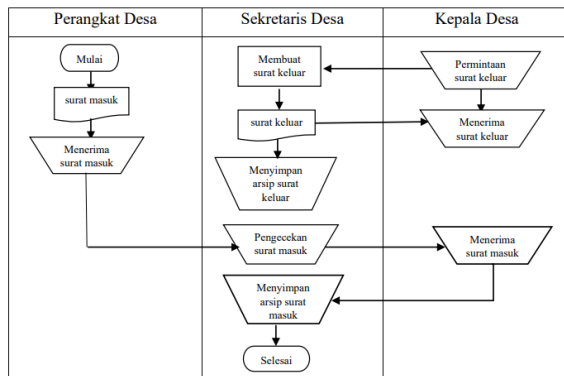 Perangkat Desa
Sekretaris Desa
Kepala Desa
Mulai
surat masuk
Menerima
surat masuk
Membuat
surat keluar
Permintaan
surat keluar
surat keluar
Menerima
surat keluar
Menyimpan
arsip surat
keluar
Pengecekan
surat masuk
Menerima
surat masuk
Menyimpan
arsip surat
masuk
Selesai